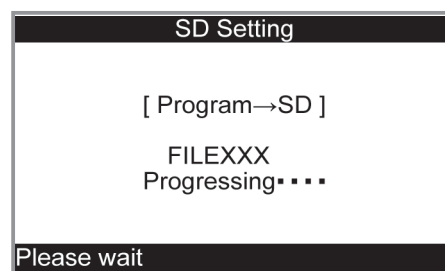 SD Setting
[ Program→SD ]
FILEXXX
Progressing▪▪▪▪
Please wait